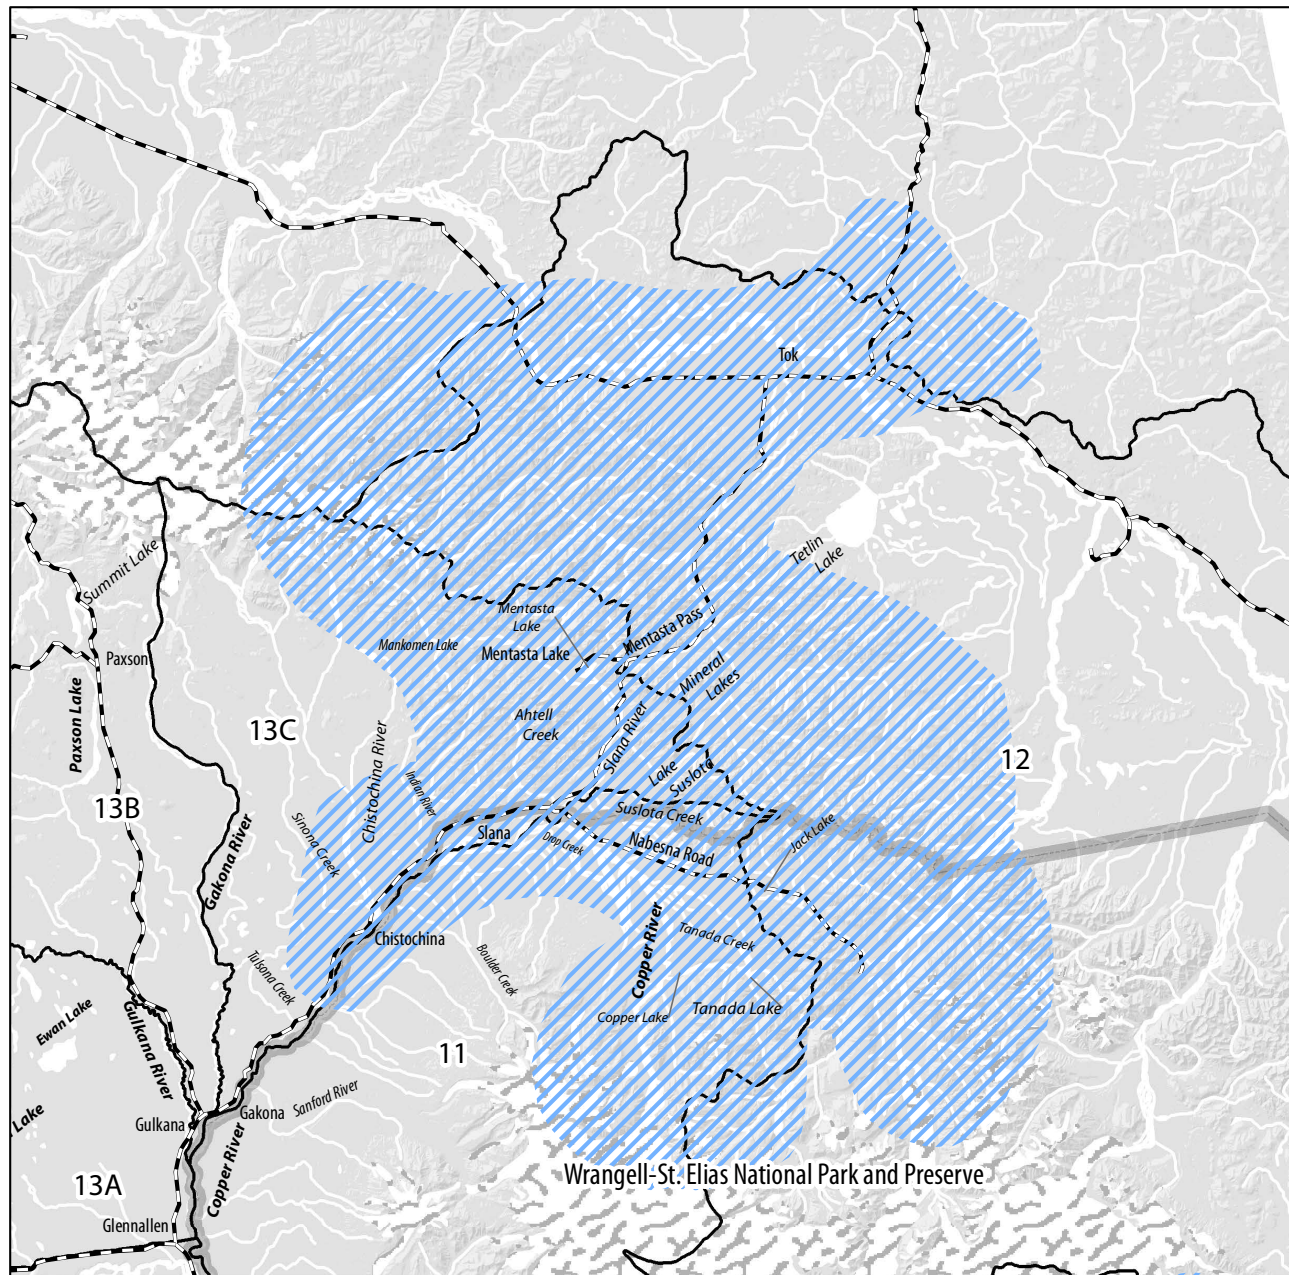 Tok
Summit Lake
Tetlin
Lake
Mentasta
Lake
Mentasta Pass
Mankomen Lake
Mentasta Lake
Paxson
Mineral
Lakes
Paxson Lake
Ahtell
Creek
Slana River
13C
Chistochina River
Indian River
Lake
Suslota
12
13B
Sinona Creek
Suslota Creek
Slana
Drop Creek
Nabesna Road
Jack Lake
Gakona River
Chistochina
Tulsona Creek
Boulder Creek
Copper River
Tanada Creek
Ewan Lake
Gulkana River
Copper Lake
Tanada Lake
11
Lake
Gulkana
Gakona
Sanford River
Copper River
13A
Wrangell-St. Elias National Park and Preserve
Glennallen